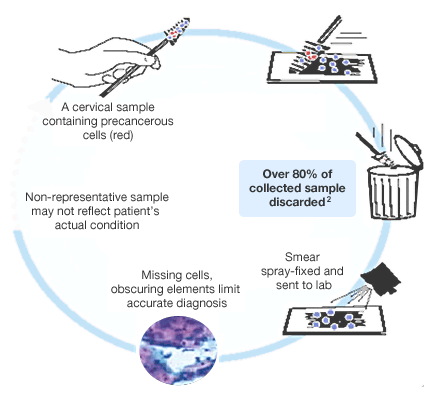 A cervical sample
containing precancerous
cells (red)
Over 80% of
collected sample
discarded²
Smear
spray-fixed and
sent to lab
Missing cells,
obscuring elements limit
accurate diagnosis
Non-representative sample
may not reflect patient's
actual condition